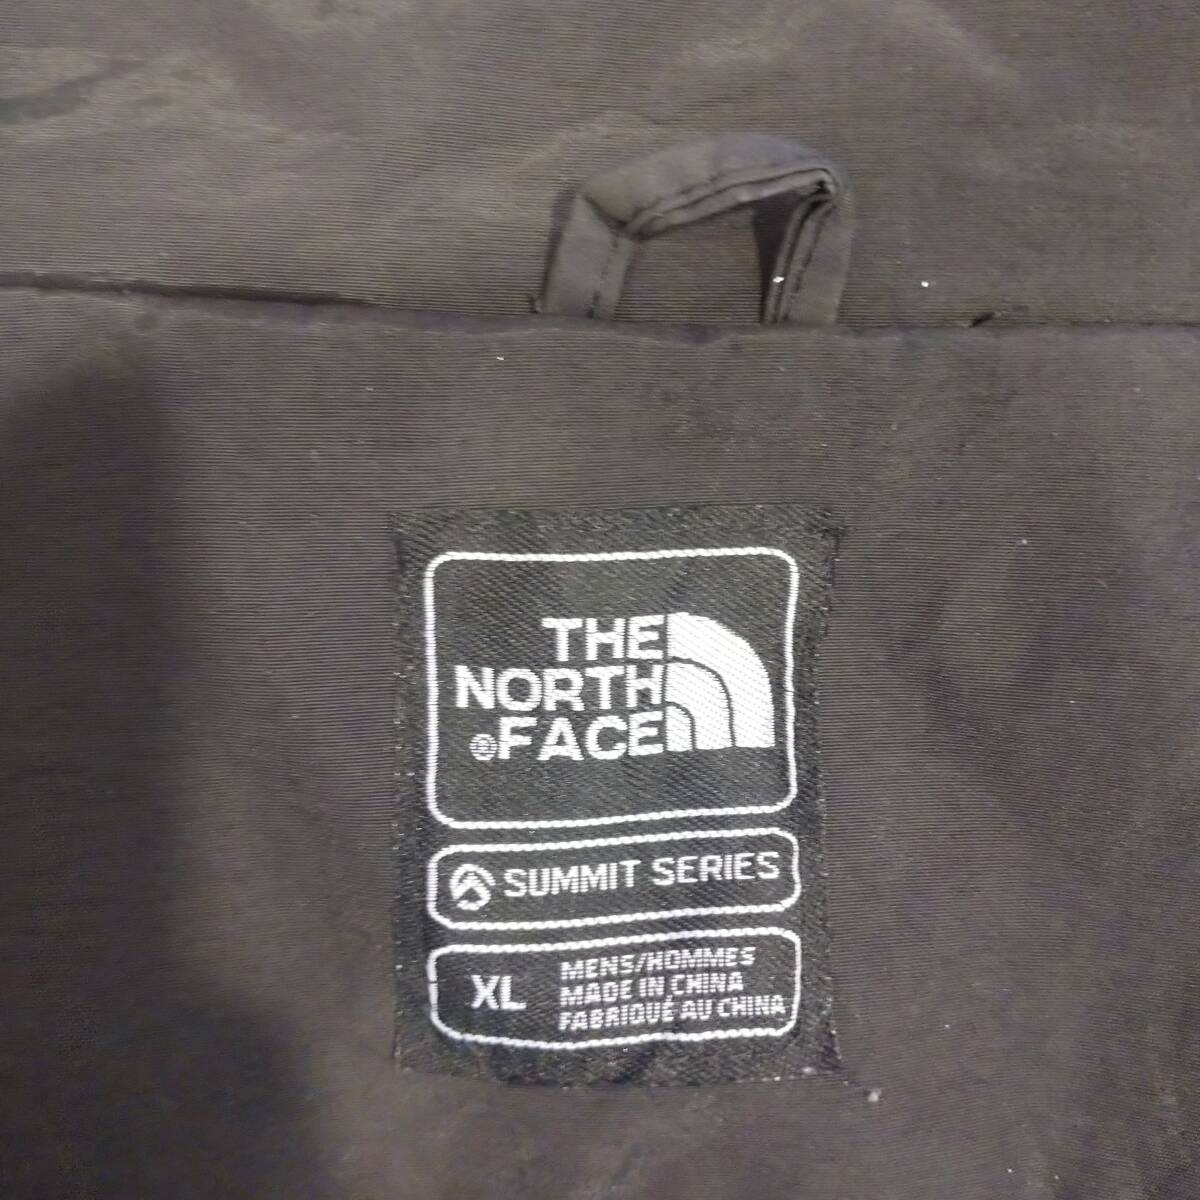 THE
NORTH
®FACE
SUMMIT SERIES
XL
MENS/HOMMES
MADE IN CHINA
FABRIQUÉ AU CHINA